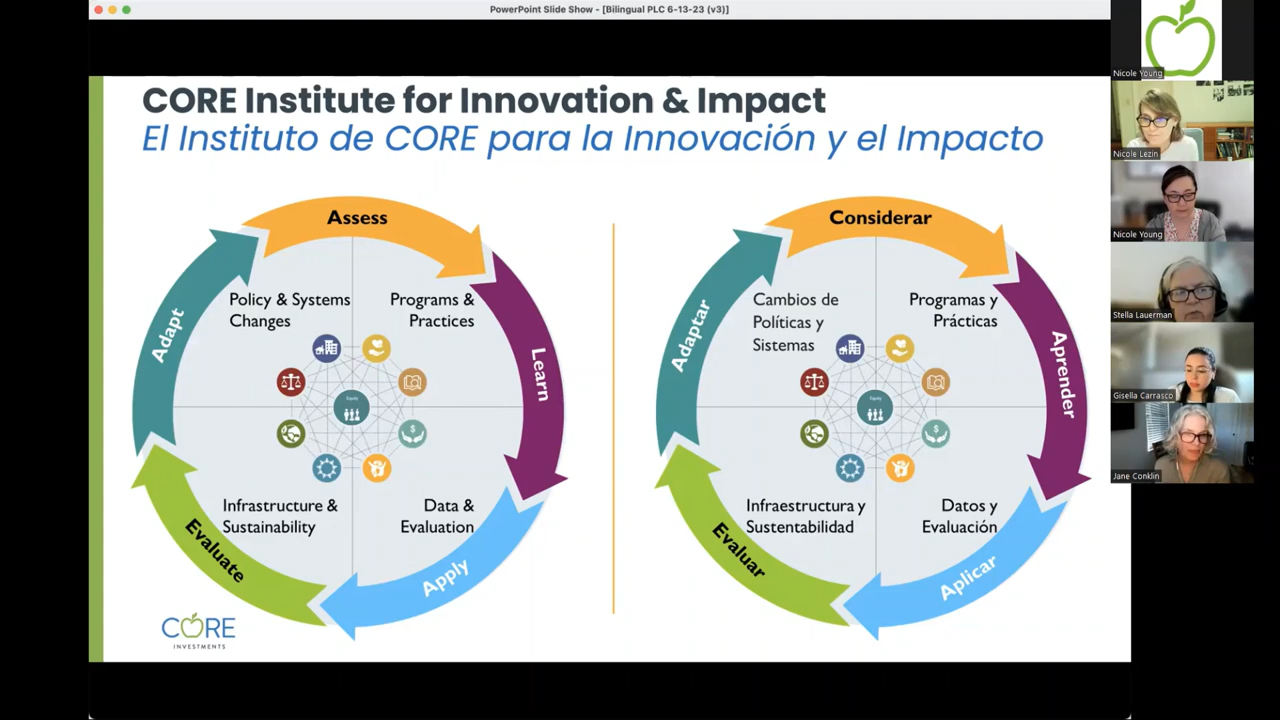 PowerPoint Slide Show - [Bilingual PLC 6-13-23 (v3)]
CORE Institute for Innovation & Impact
El Instituto de CORE para la Innovación y el Impacto
Assess
Learn
Apply
Evaluate
Adapt
Policy & Systems
Changes
Programs &
Practices
Equity
Infrastructure &
Sustainability
Data &
Evaluation
Considerar
Aprender
Aplicar
Evaluar
Adaptar
Cambios de
Políticas y
Sistemas
Programas y
Prácticas
Equity
Infraestructura y
Sustentabilidad
Datos y
Evaluación
CORE
INVESTMENTS
Nicole Young
Nicole Lezin
Nicole Young
Stella Lauerman
Gisella Carrasco
Jane Conklin